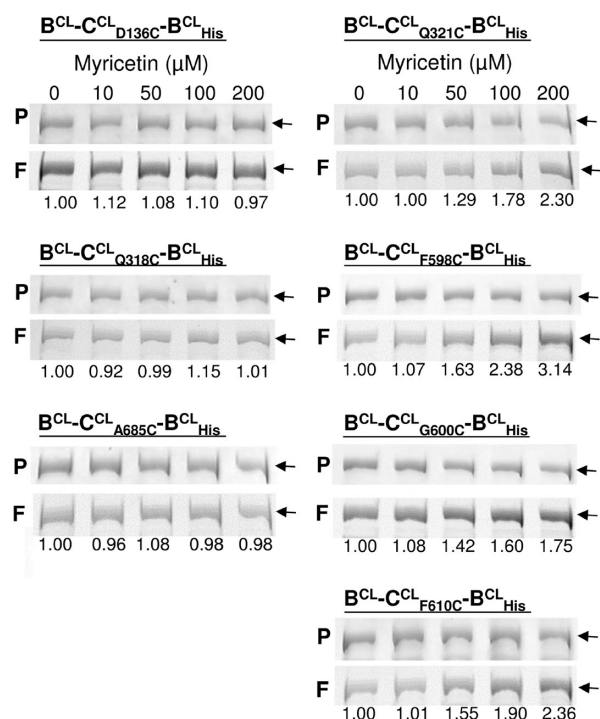 B^CL-C^CL_D136C-B^CL_His
Myricetin (µM)
0 10 50 100 200
P
F
1.00 1.12 1.08 1.10 0.97
B^CL-C^CL_Q318C-B^CL_His
P
F
1.00 0.92 0.99 1.15 1.01
B^CL-C^CL_A685C-B^CL_His
P
F
1.00 0.96 1.08 0.98 0.98
B^CL-C^CL_Q321C-B^CL_His
Myricetin (µM)
0 10 50 100 200
P
F
1.00 1.00 1.29 1.78 2.30
B^CL-C^CL_F598C-B^CL_His
P
F
1.00 1.07 1.63 2.38 3.14
B^CL-C^CL_G600C-B^CL_His
P
F
1.00 1.08 1.42 1.60 1.75
B^CL-C^CL_F610C-B^CL_His
P
F
1.00 1.01 1.55 1.90 2.36